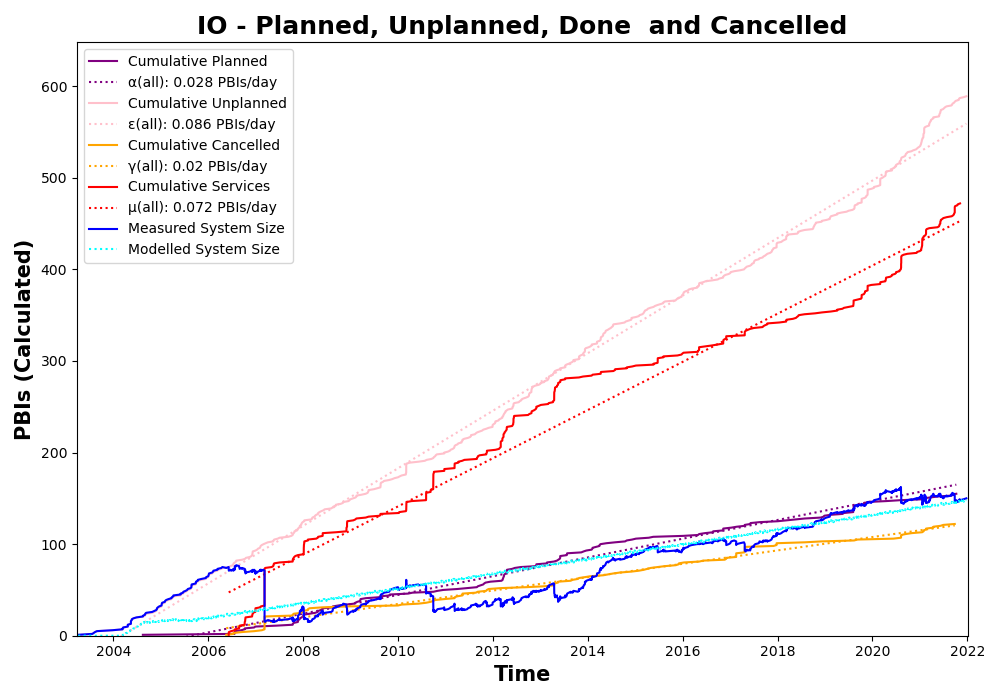 IO - Planned, Unplanned, Done  and Cancelled
Cumulative Planned
α(all): 0.028 PBIs/day
Cumulative Unplanned
ε(all): 0.086 PBIs/day
Cumulative Cancelled
γ(all): 0.02 PBIs/day
Cumulative Services
μ(all): 0.072 PBIs/day
Measured System Size
Modelled System Size
PBIs (Calculated)
600
500
400
300
200
100
0
2004 2006 2008 2010 2012 2014 2016 2018 2020 2022
Time